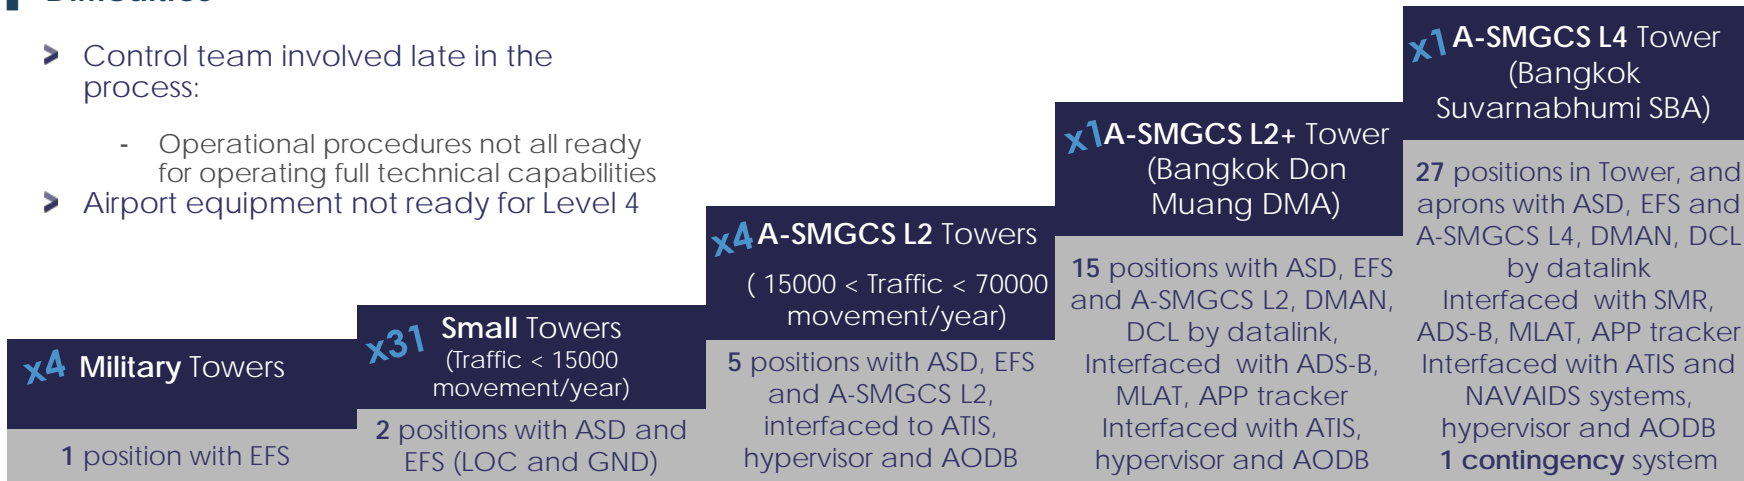 Difficulties
Control team involved late in the
process:
- Operational procedures not all ready
for operating full technical capabilities
Airport equipment not ready for Level 4
x4 Military Towers
1 position with EFS
x31 Small Towers
(Traffic < 15000
movement/year)
2 positions with ASD and
EFS (LOC and GND)
x4 A-SMGCS L2 Towers
( 15000 < Traffic < 70000
movement/year)
5 positions with ASD, EFS
and A-SMGCS L2,
interfaced to ATIS,
hypervisor and AODB
x1 A-SMGCS L2+ Tower
(Bangkok Don
Muang DMA)
15 positions with ASD, EFS
and A-SMGCS L2, DMAN,
DCL by datalink,
Interfaced with ADS-B,
MLAT, APP tracker
Interfaced with ATIS,
hypervisor and AODB
x1 A-SMGCS L4 Tower
(Bangkok
Suvarnabhumi SBA)
27 positions in Tower, and
aprons with ASD, EFS and
A-SMGCS L4, DMAN, DCL
by datalink
Interfaced with SMR,
ADS-B, MLAT, APP tracker
Interfaced with ATIS and
NAVAIDS systems,
hypervisor and AODB
1 contingency system